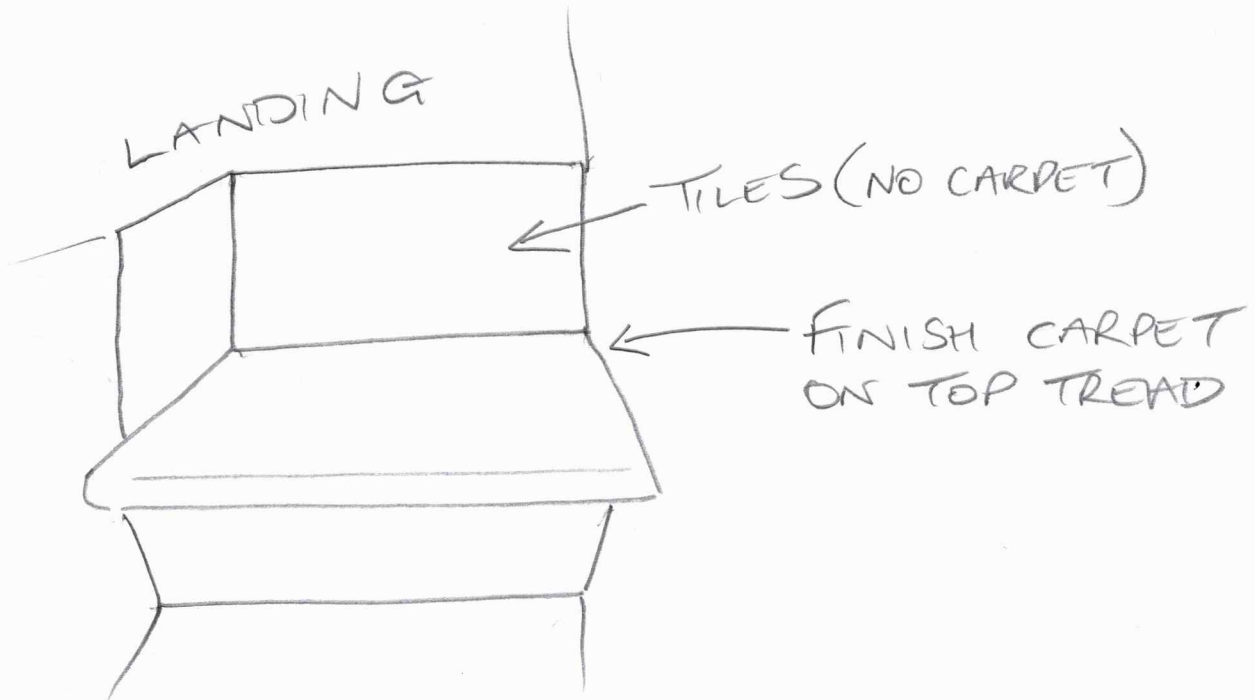 LANDING
TILES (NO CARPET)
FINISH CARPET
ON TOP TREAD